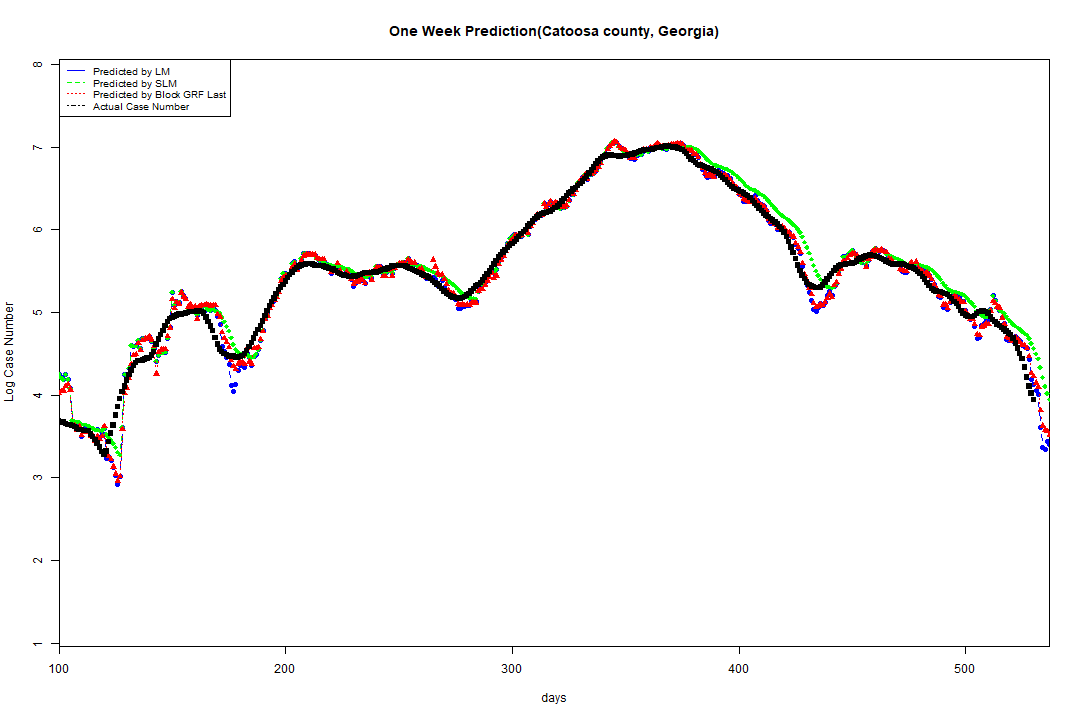 One Week Prediction(Catoosa county, Georgia)
Predicted by LM
Predicted by SLM
Predicted by Block GRF Last
Actual Case Number
8
7
6
5
4
3
2
1
Log Case Number
100 200 300 400 500
days